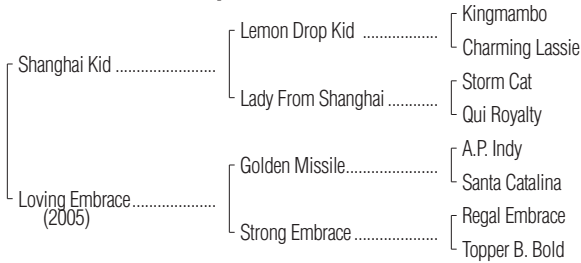 Kingmambo
Lemon Drop Kid ..................
Charming Lassie
Shanghai Kid ........................
Storm Cat
Lady From Shanghai ............
Qui Royalty
A.P. Indy
Golden Missile......................
Santa Catalina
Loving Embrace....................
(2005)
Regal Embrace
Strong Embrace ....................
Topper B. Bold